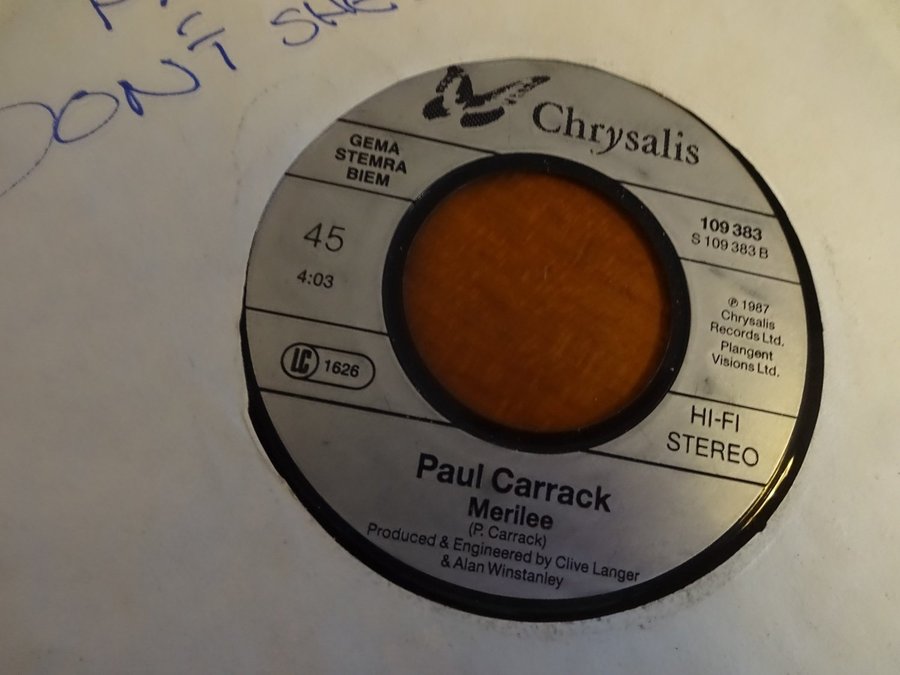 DON'T SHE
Chrysalis
GEMA
STEMRA
BIEM
45
4:03
LC 1626
109 383
S 109 383 B
℗ 1987
Chrysalis
Records Ltd.
Plangent
Visions Ltd.
HI-FI
STEREO
Paul Carrack
Merilee
(P. Carrack)
Produced & Engineered by Clive Langer
& Alan Winstanley